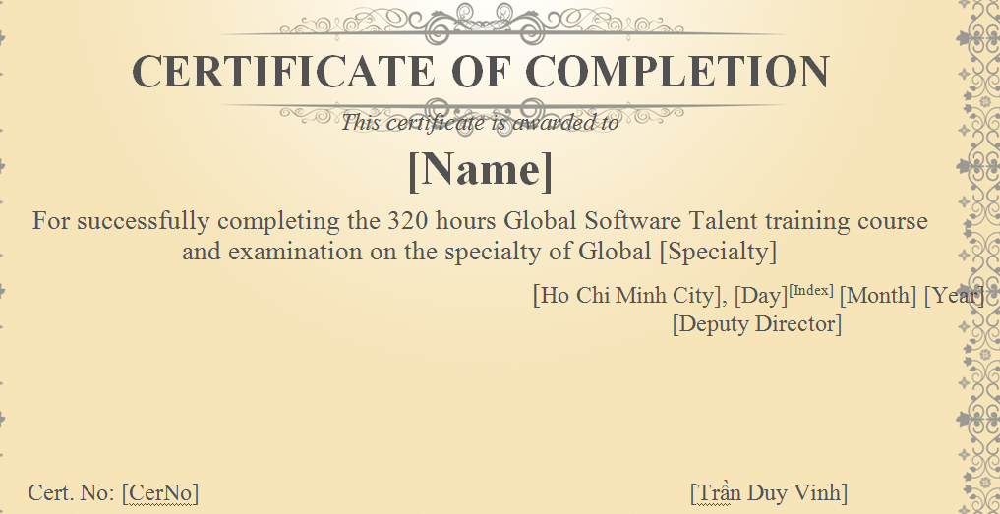 CERTIFICATE OF COMPLETION
This certificate is awarded to
[Name]
For successfully completing the 320 hours Global Software Talent training course
and examination on the specialty of Global [Specialty]
[Ho Chi Minh City], [Day][Index] [Month] [Year]
[Deputy Director]
Cert. No: [CerNo]
[Trần Duy Vinh]